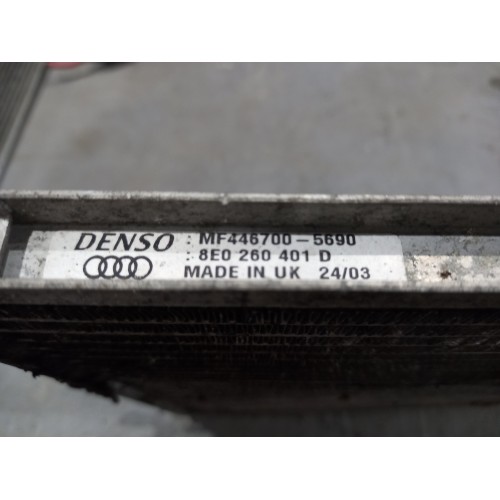 DENSO : MF446700-5690
: 8E0 260 401 D
MADE IN UK 24/03